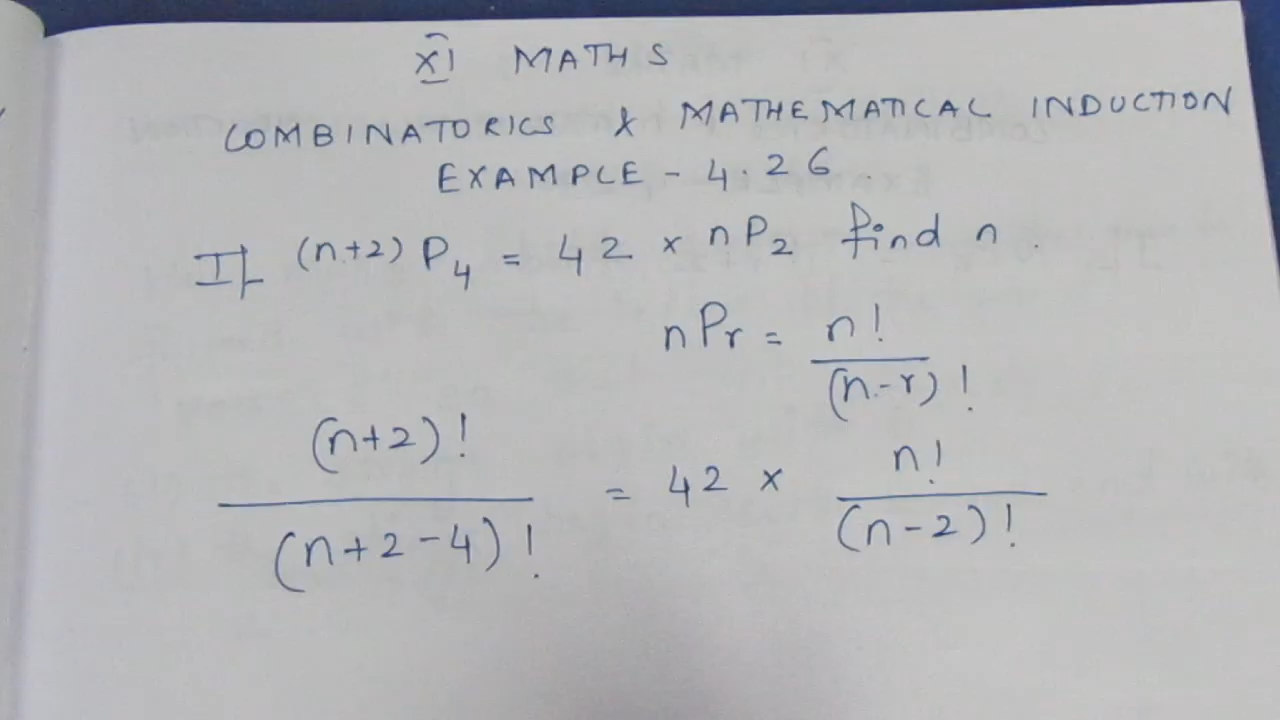 XI MATHS
COMBINATORICS & MATHEMATICAL INDUCTION
EXAMPLE - 4.26.
If (n+2) P4 = 42 × nP2 find n.
nPr = n! / (n-r)!
(n+2)! / (n+2-4)! = 42 × n! / (n-2)!